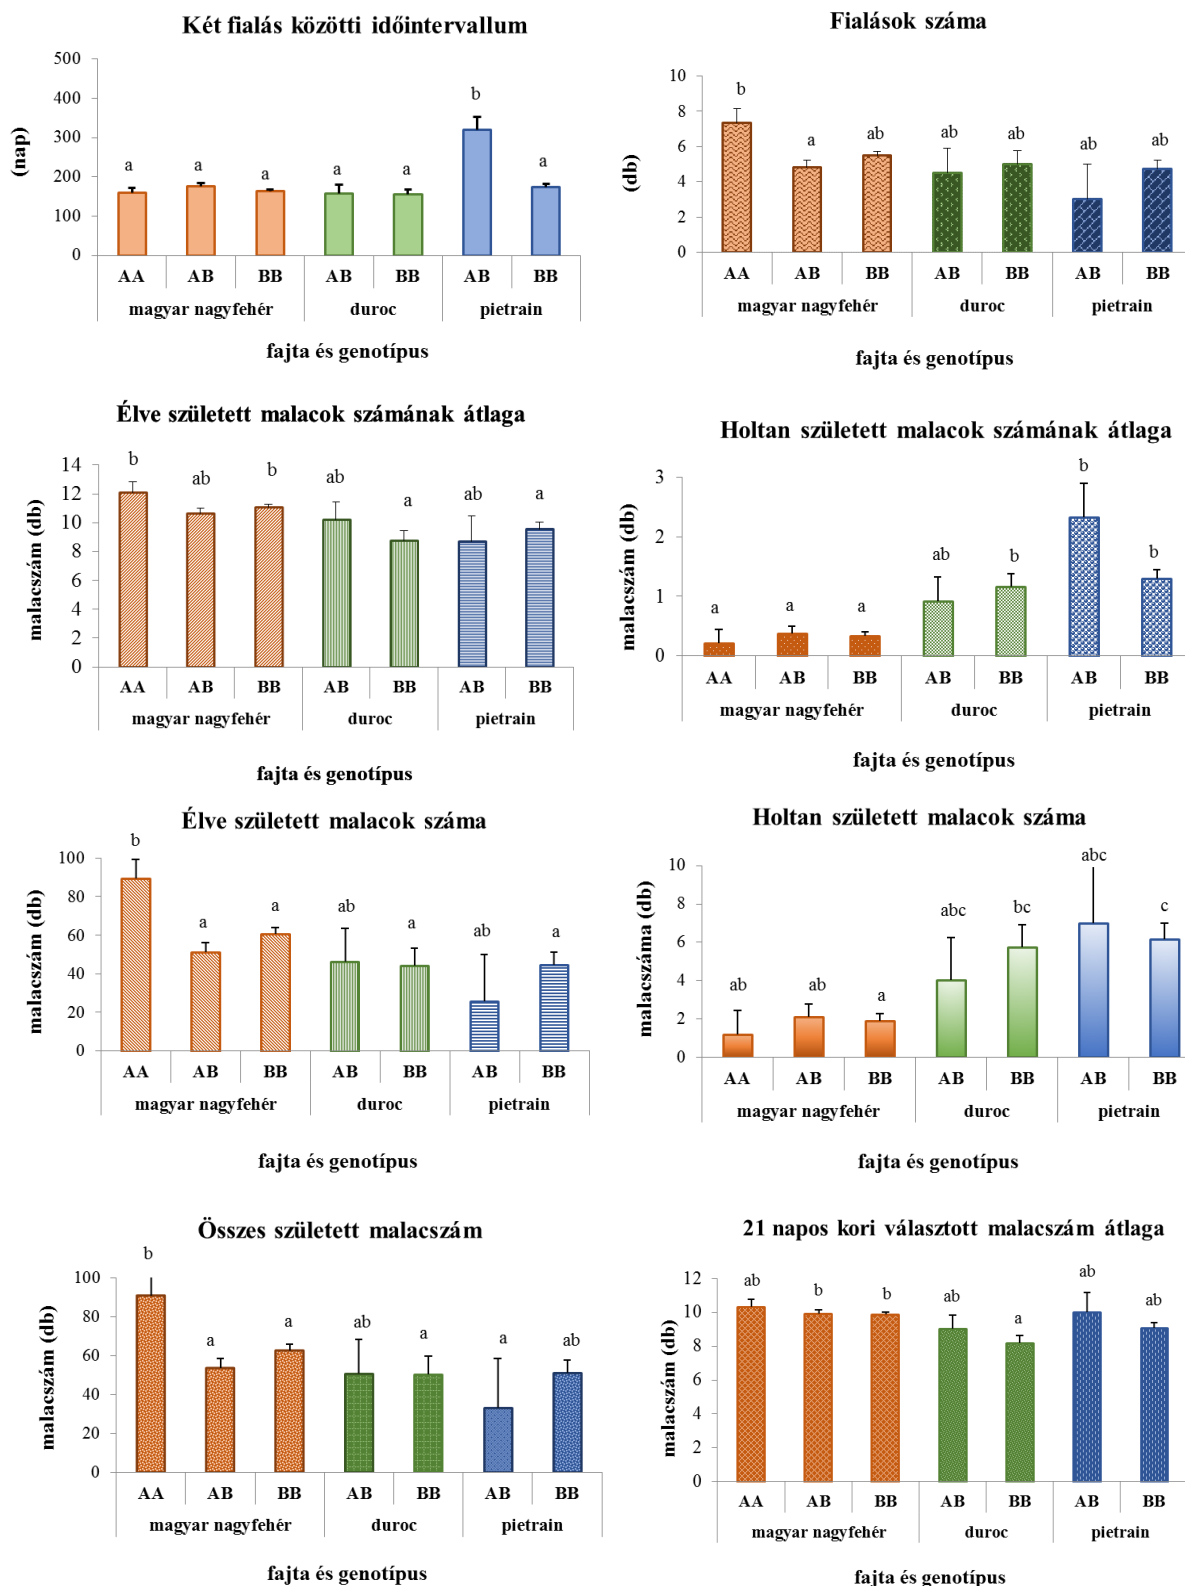 Két fialás közötti időintervallum
(nap)
500
400
300
200
100
0
a
a
a
a
a
b
a
AA
AB
BB
AB
BB
AB
BB
magyar nagyfehér
duroc
pietrain
fajta és genotípus
Fialások száma
(db)
10
8
6
4
2
0
b
a
ab
ab
ab
ab
ab
AA
AB
BB
AB
BB
AB
BB
magyar nagyfehér
duroc
pietrain
fajta és genotípus
Élve született malacok számának átlaga
malacszám (db)
14
12
10
8
6
4
2
0
b
ab
b
ab
a
ab
a
AA
AB
BB
AB
BB
AB
BB
magyar nagyfehér
duroc
pietrain
fajta és genotípus
Holtan született malacok számának átlaga
malacszám (db)
3
2
1
0
a
a
a
ab
b
b
b
AA
AB
BB
AB
BB
AB
BB
magyar nagyfehér
duroc
pietrain
fajta és genotípus
Élve született malacok száma
malacszám (db)
100
80
60
40
20
0
b
a
a
ab
a
ab
a
AA
AB
BB
AB
BB
AB
BB
magyar nagyfehér
duroc
pietrain
fajta és genotípus
Holtan született malacok száma
malacszáma (db)
10
8
6
4
2
0
ab
ab
a
abc
bc
abc
c
AA
AB
BB
AB
BB
AB
BB
magyar nagyfehér
duroc
pietrain
fajta és genotípus
Összes született malacszám
malacszám (db)
100
80
60
40
20
0
b
a
a
ab
a
a
ab
AA
AB
BB
AB
BB
AB
BB
magyar nagyfehér
duroc
pietrain
fajta és genotípus
21 napos kori választott malacszám átlaga
malacszám (db)
12
10
8
6
4
2
0
ab
b
b
ab
a
ab
ab
AA
AB
BB
AB
BB
AB
BB
magyar nagyfehér
duroc
pietrain
fajta és genotípus